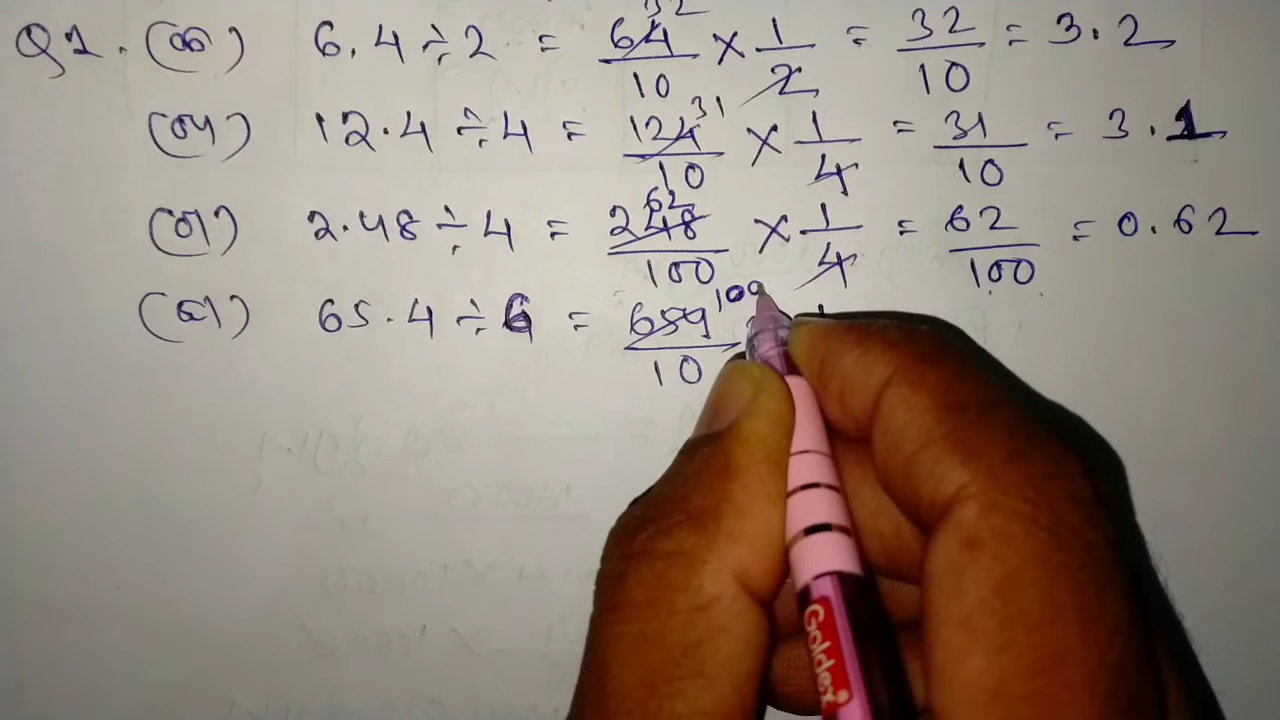 Q1. (क) 6.4 ÷ 2 = 64/10 × 1/2 = 32/10 = 3.2
12.4 ÷ 4 = 124/10 × 1/4 = 31/10 = 3.1
2.48 ÷ 4 = 248/100 × 1/4 = 62/100 = 0.62
65.4 ÷ 6 = 654/10 109
Goldex